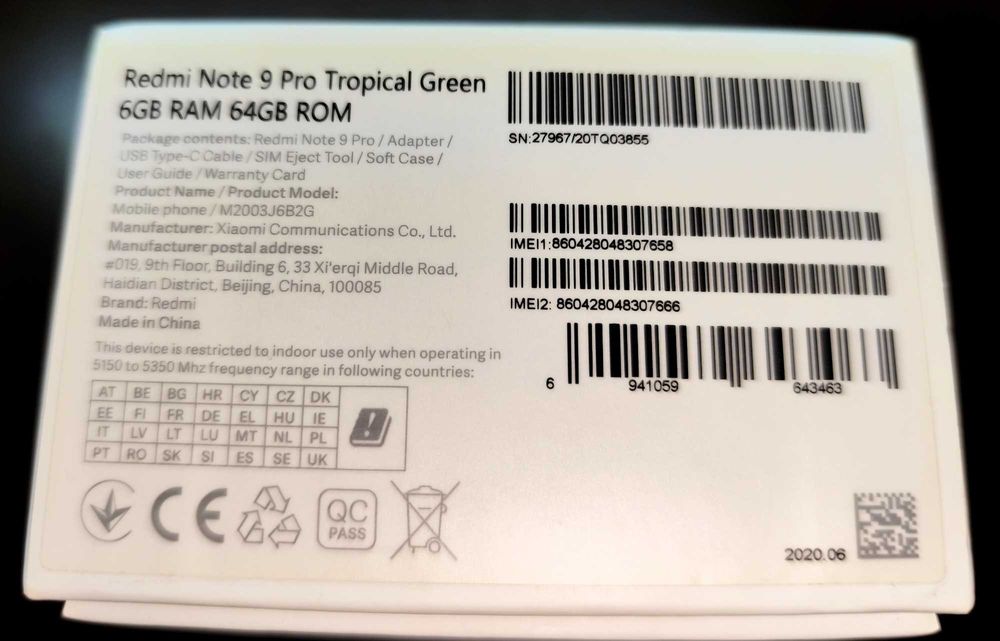 Redmi Note 9 Pro Tropical Green
6GB RAM 64GB ROM
Package contents: Redmi Note 9 Pro / Adapter /
USB Type-C Cable / SIM Eject Tool / Soft Case /
User Guide / Warranty Card
Product Name / Product Model:
Mobile phone / M2003J6B2G
Manufacturer: Xiaomi Communications Co., Ltd.
Manufacturer postal address:
#019, 9th Floor, Building 6, 33 Xi'erqi Middle Road,
Haidian District, Beijing, China, 100085
Brand: Redmi
Made in China
This device is restricted to indoor use only when operating in
5150 to 5350 Mhz frequency range in following countries:
AT BE BG HR CY CZ DK
EE FI FR DE EL HU IE
IT LV LT LU MT NL PL
PT RO SK SI ES SE UK
CE
QC
PASS
SN:27967/20TQ03855
IMEI1:860428048307658
IMEI2: 860428048307666
6 941059 643463
2020.06